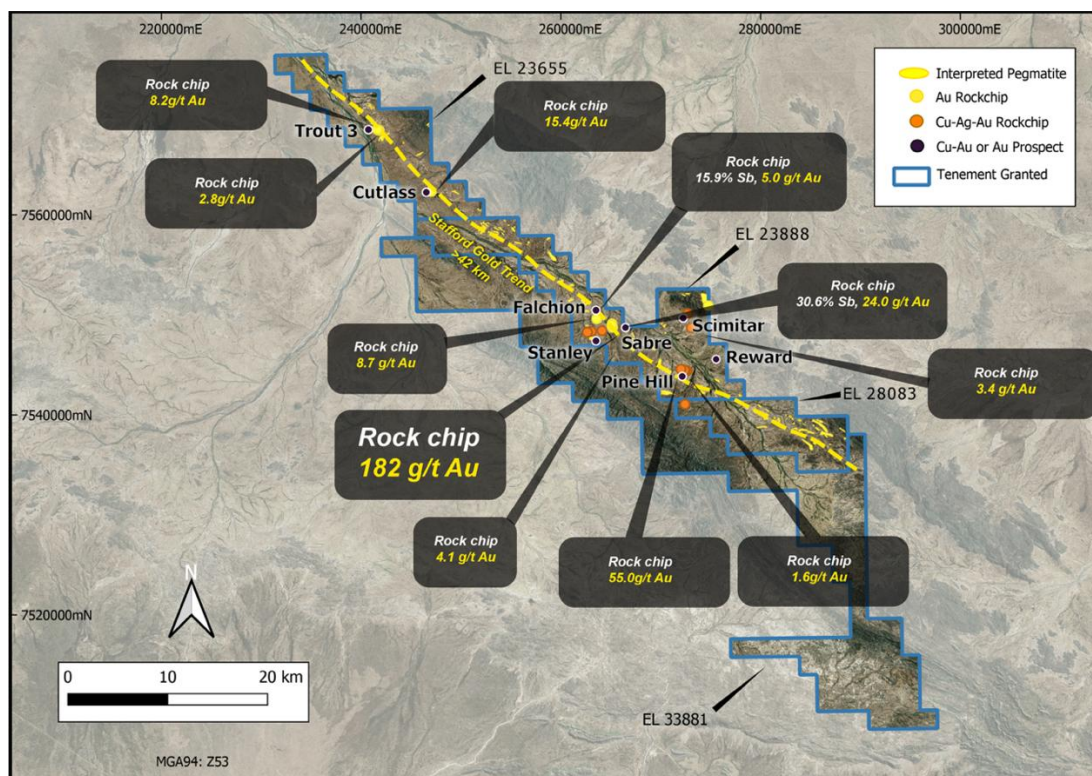 220000mE
240000mE
260000mE
280000mE
300000mE
7560000mN
7540000mN
7520000mN
Interpreted Pegmatite
Au Rockchip
Cu-Ag-Au Rockchip
Cu-Au or Au Prospect
Tenement Granted
EL 23655
Rock chip
8.2g/t Au
Rock chip
15.4g/t Au
Trout 3
Rock chip
2.8g/t Au
Cutlass
Rock chip
15.9% Sb, 5.0 g/t Au
Stafford Gold Trend
>42 km
EL 23888
Rock chip
30.6% Sb, 24.0 g/t Au
Falchion
Scimitar
Sabre
Stanley
Reward
Rock chip
8.7 g/t Au
Pine Hill
Rock chip
3.4 g/t Au
EL 28083
Rock chip
182 g/t Au
Rock chip
4.1 g/t Au
Rock chip
55.0g/t Au
Rock chip
1.6g/t Au
N
0 10 20 km
EL 33881
MGA94: Z53